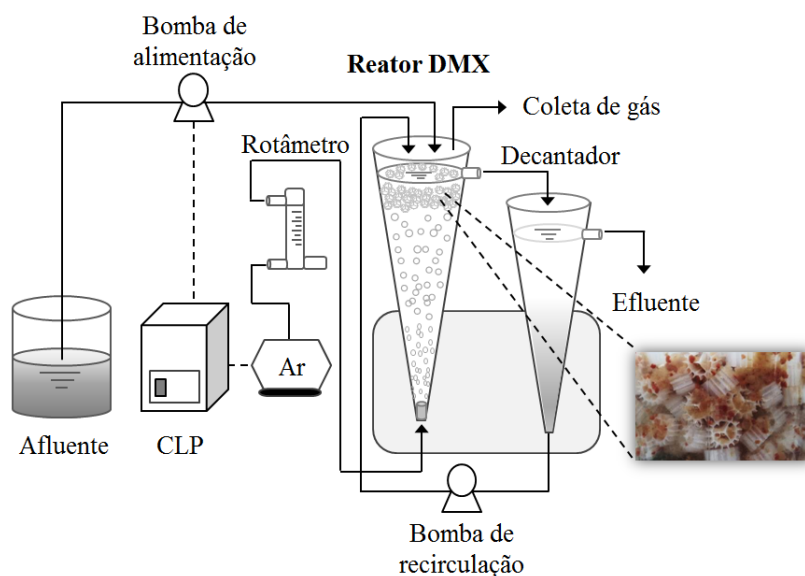 Bomba de
alimentação
Reator DMX
Coleta de gás
Rotâmetro
Decantador
Efluente
Ar
Afluente
CLP
Bomba de
recirculação